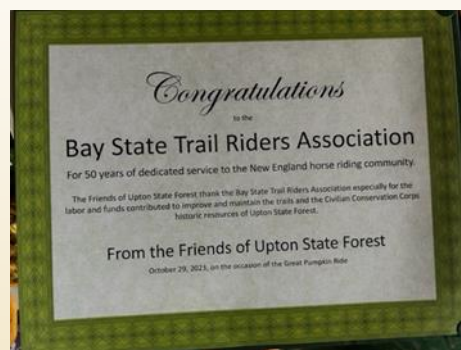 Congratulations
to the
Bay State Trail Riders Association
For 50 years of dedicated service to the New England horse riding community.
The Friends of Upton State Forest thank the Bay State Trail Riders Association especially for the
labor and funds contributed to improve and maintain the trails and the Civilian Conservation Corps
historic resources of Upton State Forest.
From the Friends of Upton State Forest
October 29, 2023, on the occasion of the Great Pumpkin Ride